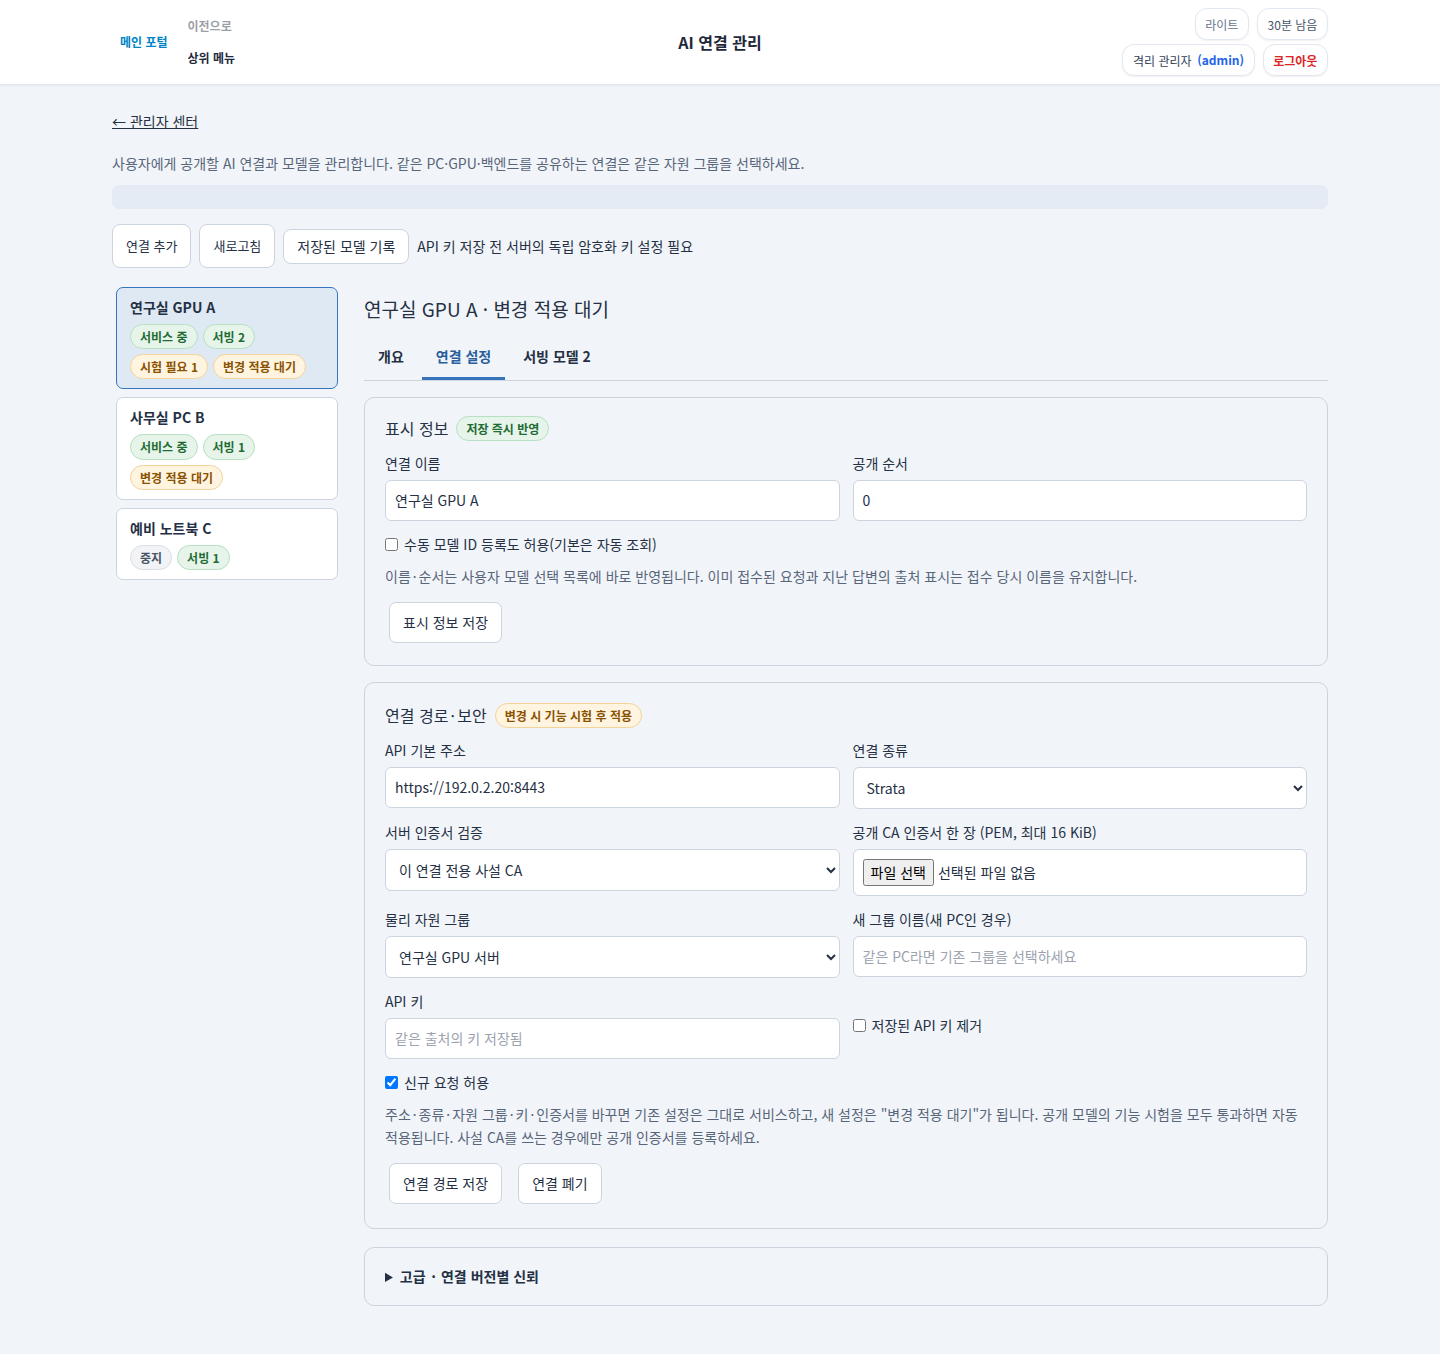 메인 포털
이전으로
상위 메뉴
AI 연결 관리
라이트
30분 남음
격리 관리자 (admin)
로그아웃
← 관리자 센터
사용자에게 공개할 AI 연결과 모델을 관리합니다. 같은 PC·GPU·백엔드를 공유하는 연결은 같은 자원 그룹을 선택하세요.
연결 추가
새로고침
저장된 모델 기록
API 키 저장 전 서버의 독립 암호화 키 설정 필요
연구실 GPU A
서비스 중
서빙 2
시험 필요 1
변경 적용 대기
사무실 PC B
서비스 중
서빙 1
변경 적용 대기
예비 노트북 C
중지
서빙 1
연구실 GPU A · 변경 적용 대기
개요
연결 설정
서빙 모델 2
표시 정보
저장 즉시 반영
연결 이름
공개 순서
연구실 GPU A
0
수동 모델 ID 등록도 허용(기본은 자동 조회)
이름·순서는 사용자 모델 선택 목록에 바로 반영됩니다. 이미 접수된 요청과 지난 답변의 출처 표시는 접수 당시 이름을 유지합니다.
표시 정보 저장
연결 경로·보안
변경 시 기능 시험 후 적용
API 기본 주소
연결 종류
https://192.0.2.20:8443
Strata
서버 인증서 검증
공개 CA 인증서 한 장 (PEM, 최대 16 KiB)
이 연결 전용 사설 CA
파일 선택
선택된 파일 없음
물리 자원 그룹
새 그룹 이름(새 PC인 경우)
연구실 GPU 서버
같은 PC라면 기존 그룹을 선택하세요
API 키
같은 출처의 키 저장됨
저장된 API 키 제거
신규 요청 허용
주소·종류·자원 그룹·키·인증서를 바꾸면 기존 설정은 그대로 서비스하고, 새 설정은 "변경 적용 대기"가 됩니다. 공개 모델의 기능 시험을 모두 통과하면 자동
적용됩니다. 사설 CA를 쓰는 경우에만 공개 인증서를 등록하세요.
연결 경로 저장
연결 폐기
고급 · 연결 버전별 신뢰